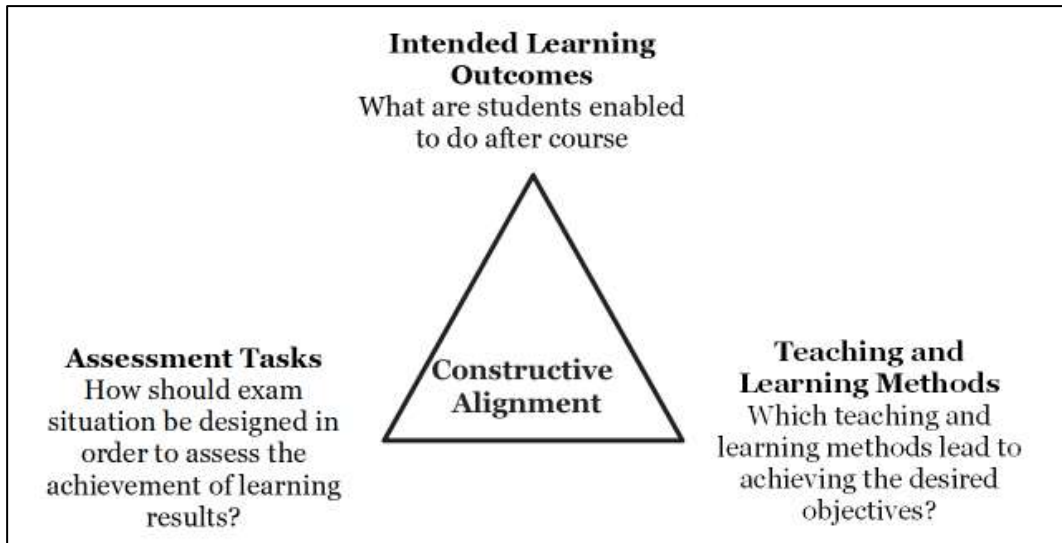 Intended Learning
Outcomes
What are students enabled
to do after course
Assessment Tasks
How should exam
situation be designed in
order to assess the
achievement of learning
results?
Constructive
Alignment
Teaching and
Learning Methods
Which teaching and
learning methods lead to
achieving the desired
objectives?